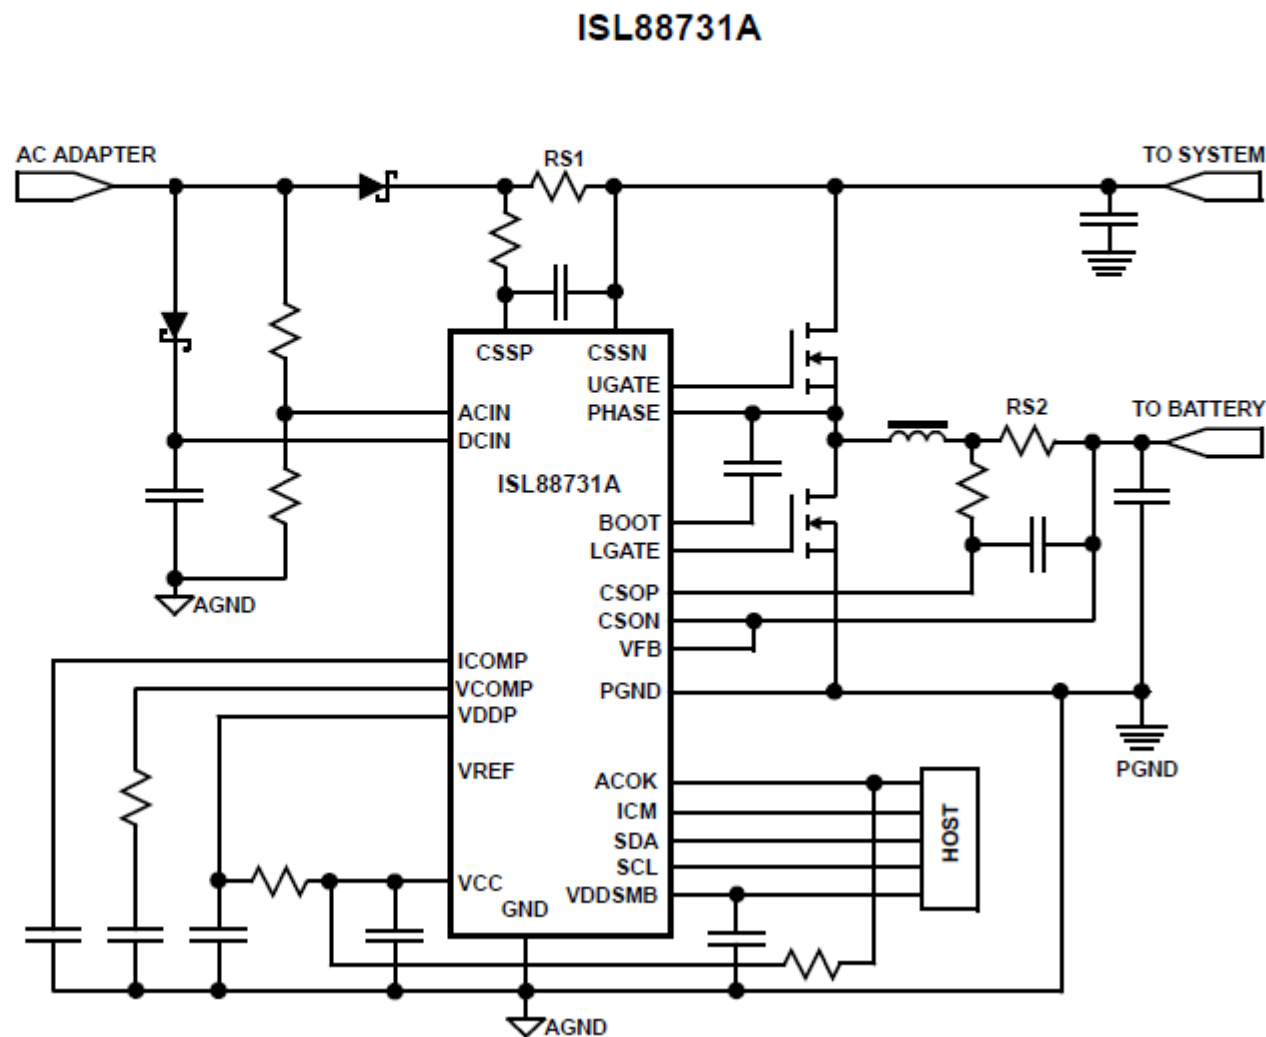 ISL88731A
AC ADAPTER
RS1
TO SYSTEM
CSSP
CSSN
UGATE
PHASE
ACIN
DCIN
RS2
TO BATTERY
ISL88731A
BOOT
LGATE
CSOP
CSON
VFB
AGND
ICOMP
VCOMP
VDDP
PGND
VREF
PGND
ACOK
ICM
SDA
SCL
VDDSMB
HOST
VCC
GND
AGND